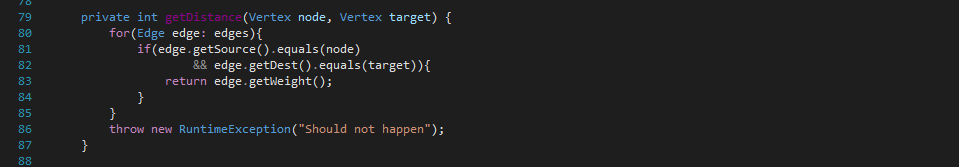 78
79 private int getDistance(Vertex node, Vertex target) {
80 for(Edge edge: edges){
81 if(edge.getSource().equals(node)
82 && edge.getDest().equals(target)){
83 return edge.getWeight();
84 }
85 }
86 throw new RuntimeException("Should not happen");
87 }
88